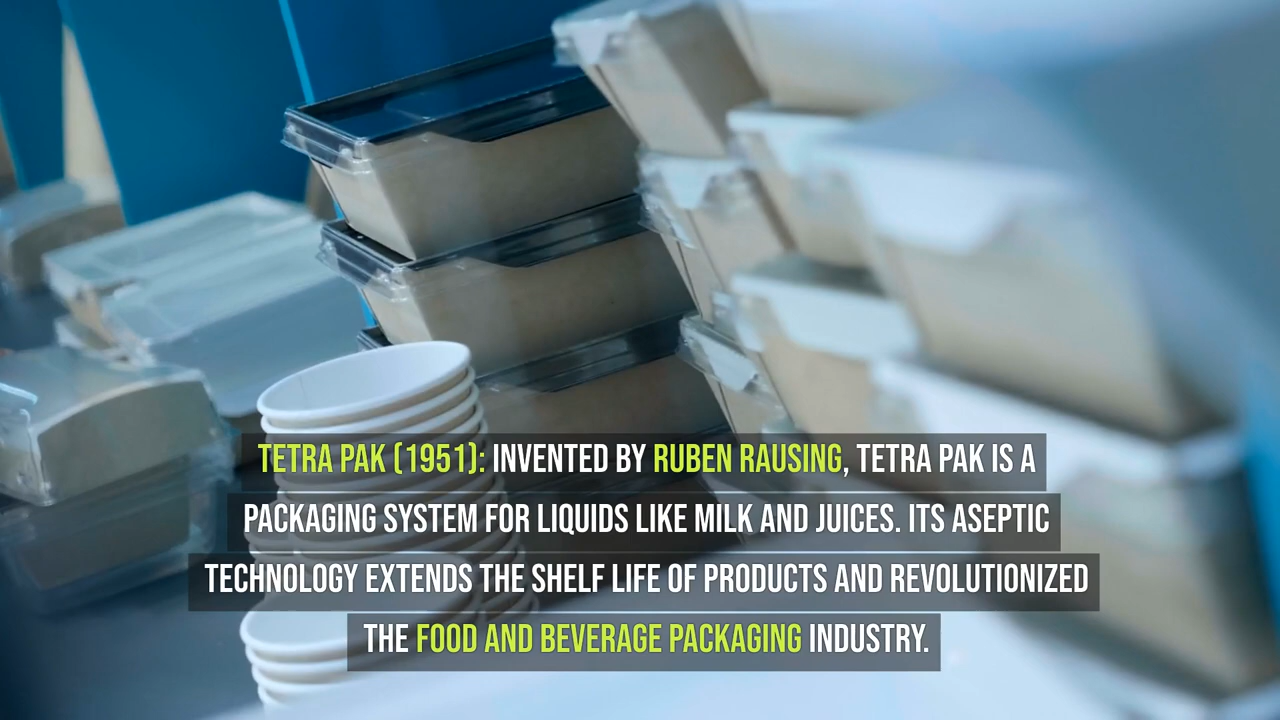 TETRA PAK (1951): INVENTED BY RUBEN RAUSING, TETRA PAK IS A
PACKAGING SYSTEM FOR LIQUIDS LIKE MILK AND JUICES. ITS ASEPTIC
TECHNOLOGY EXTENDS THE SHELF LIFE OF PRODUCTS AND REVOLUTIONIZED
THE FOOD AND BEVERAGE PACKAGING INDUSTRY.